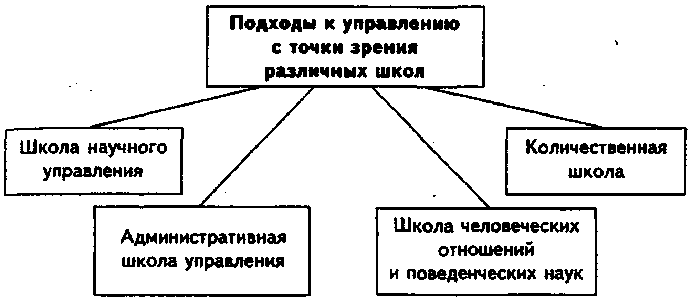 Подходы к управлению
с точки зрения
различных школ
Школа научного
управления
Количественная
школа
Административная
школа управления
Школа человеческих
отношений
и поведенческих наук